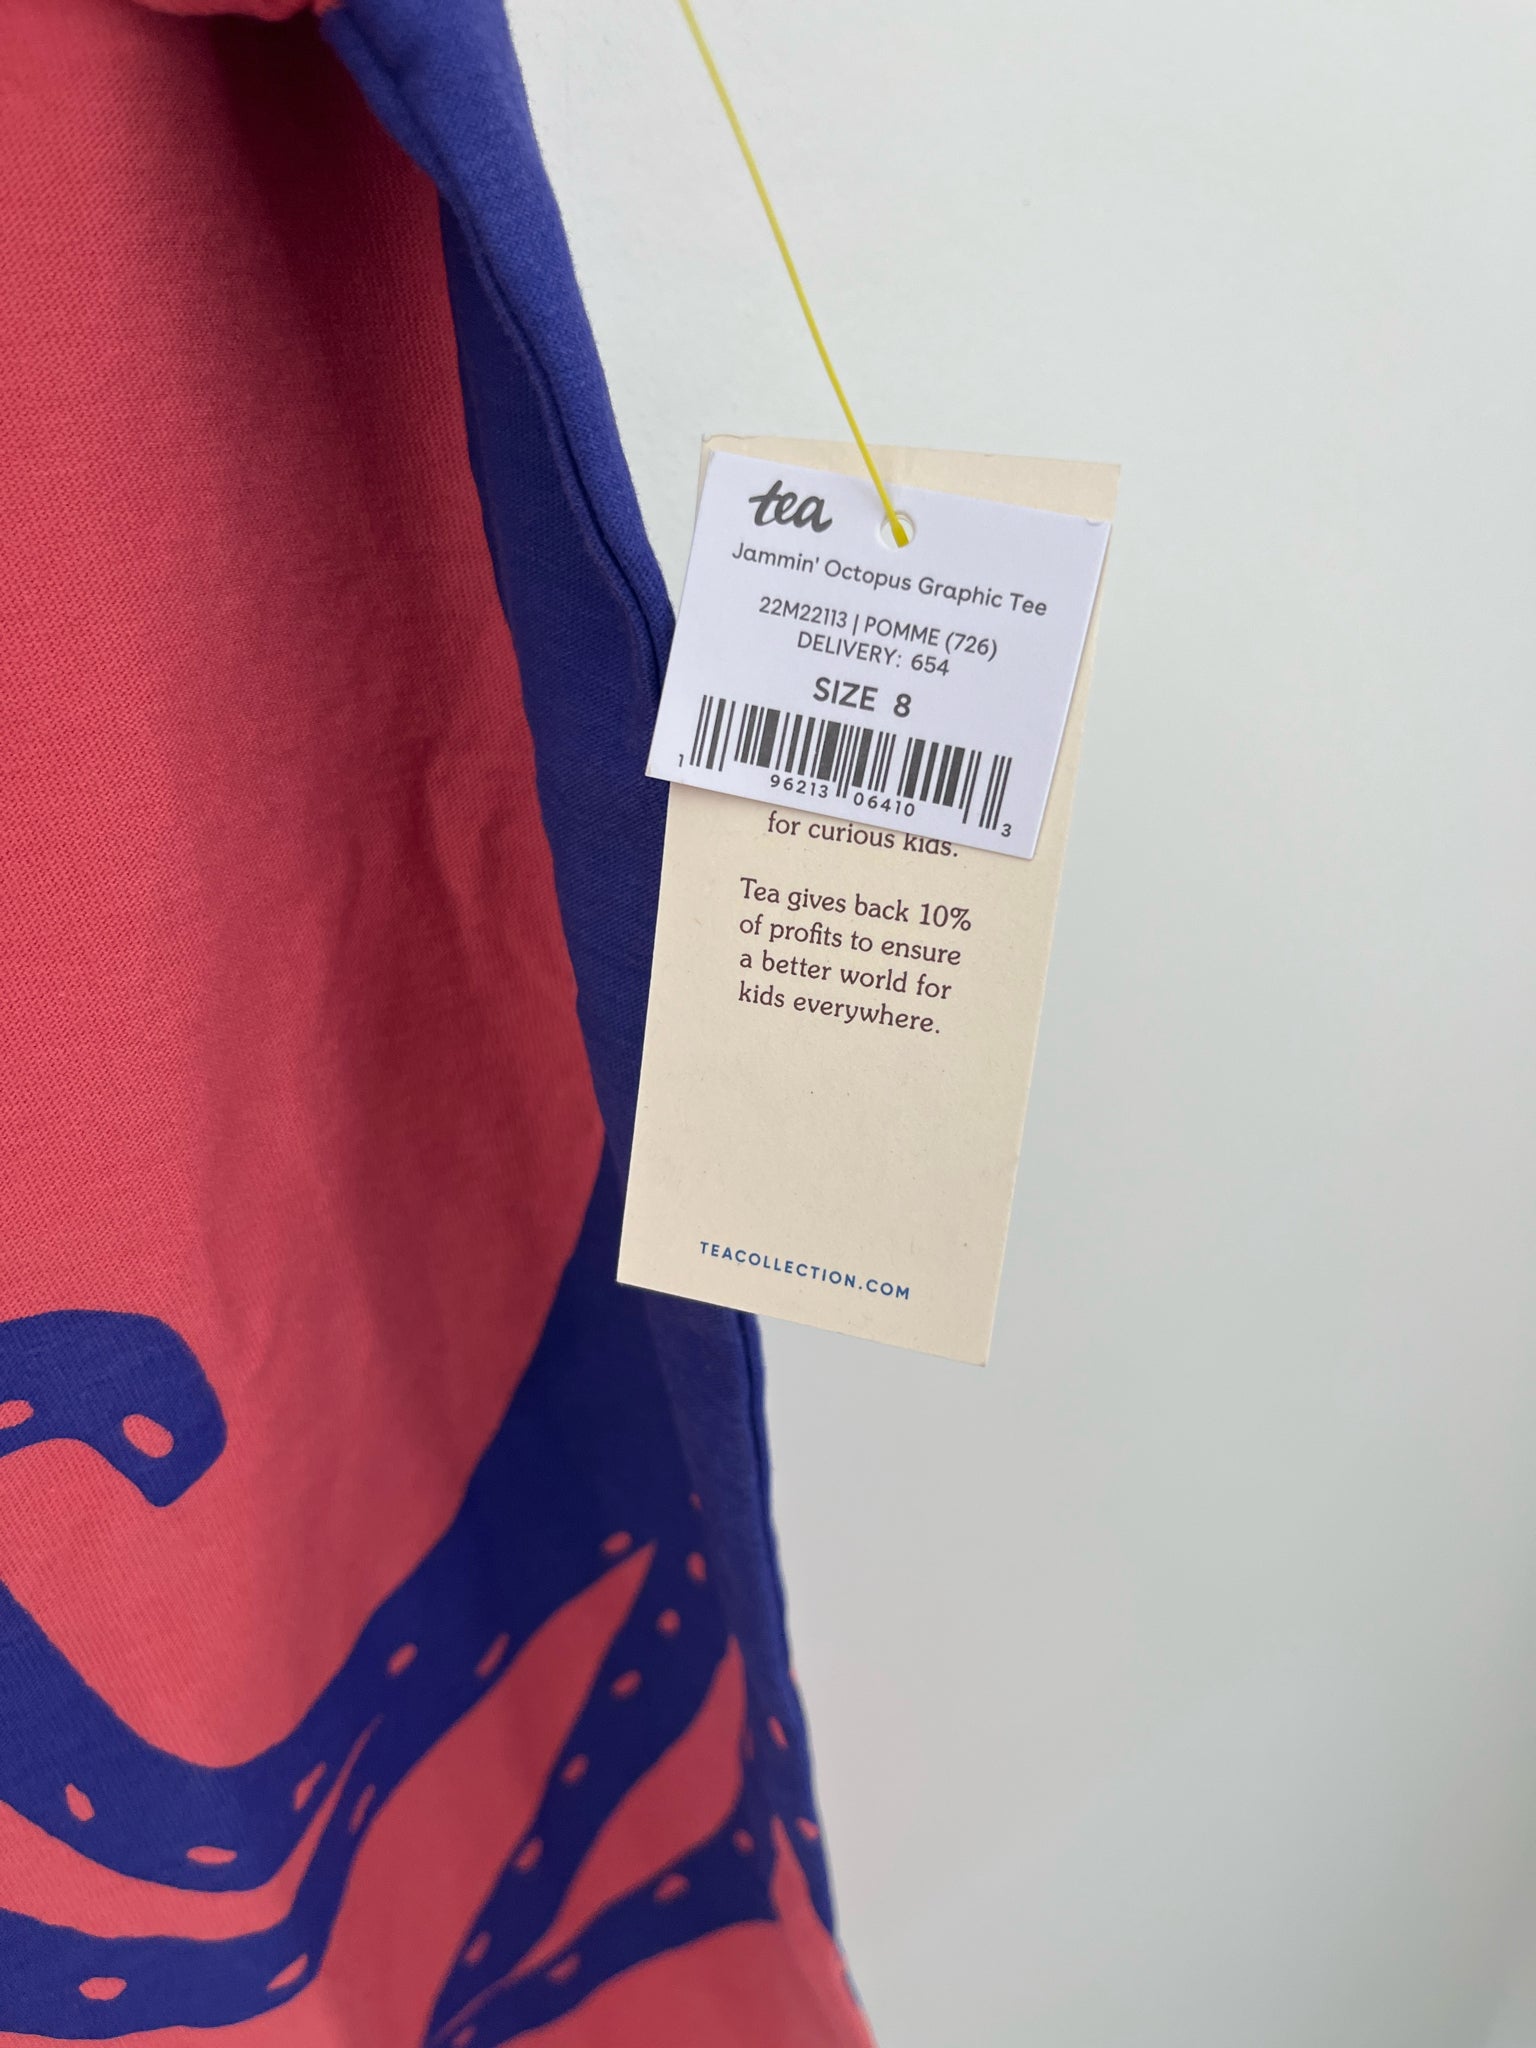 tea
Jammin' Octopus Graphic Tee
22M22113 | POMME (726)
DELIVERY: 654
SIZE 8
1 96213 06410 3
for curious kids.
Tea gives back 10%
of profits to ensure
a better world for
kids everywhere.
TEACOLLECTION.COM